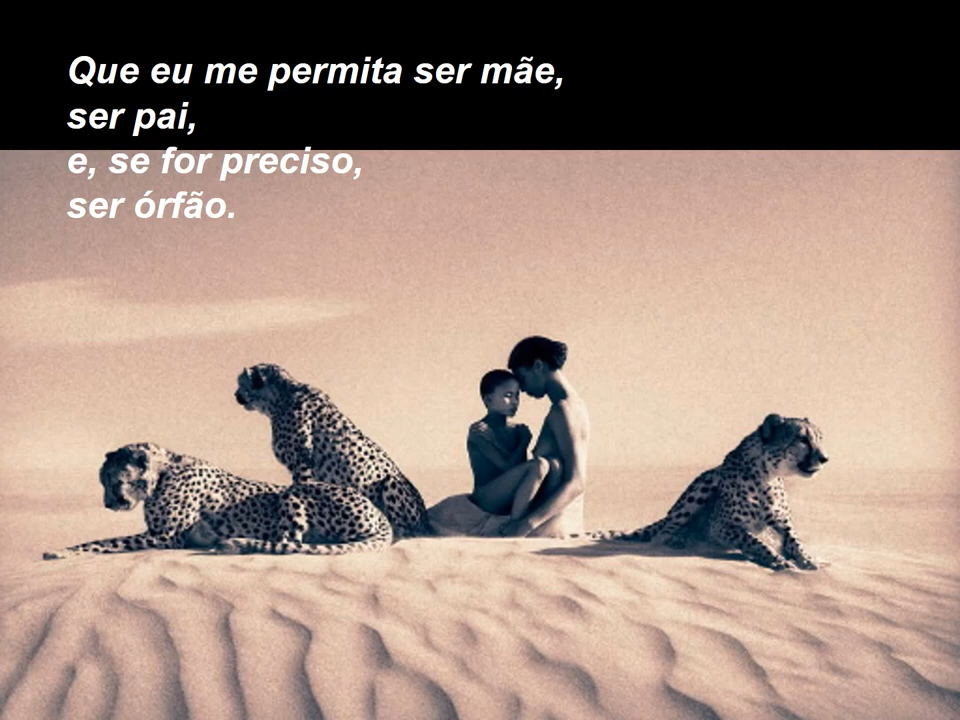 Que eu me permita ser mãe,
ser pai,
e, se for preciso,
ser órfão.